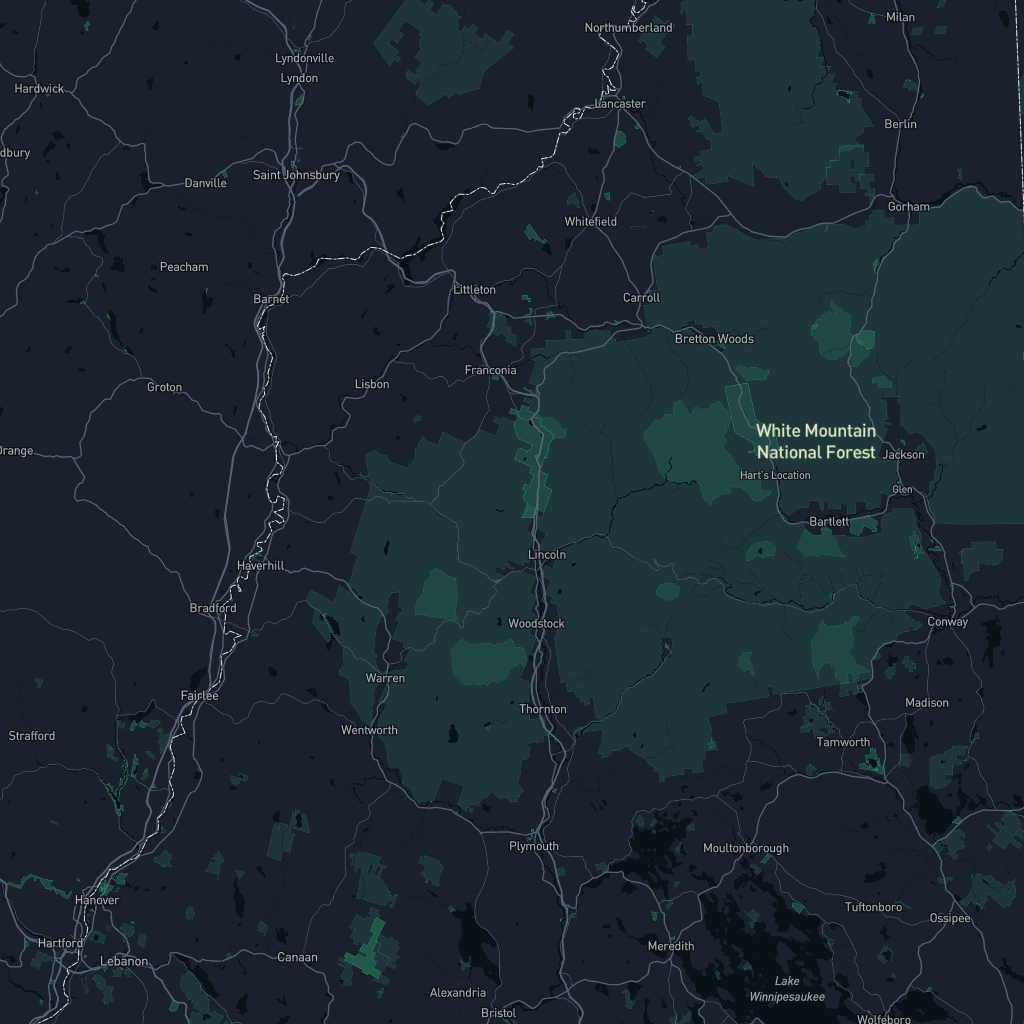 Milan
Northumberland
Lyndonville
Lyndon
Hardwick
Lancaster
Berlin
dbury
Saint Johnsbury
Danville
Gorham
Whitefield
Peacham
Littleton
Carroll
Barnet
Bretton Woods
Franconia
Lisbon
Groton
White Mountain
National Forest
Orange
Jackson
Hart's Location
Glen
Bartlett
Lincoln
Haverhill
Bradford
Woodstock
Conway
Warren
Fairlee
Madison
Thornton
Wentworth
Strafford
Tamworth
Plymouth
Moultonborough
Hanover
Tuftonboro
Ossipee
Hartford
Meredith
Canaan
Lebanon
Lake
Winnipesaukee
Alexandria
Bristol
Wolfeboro